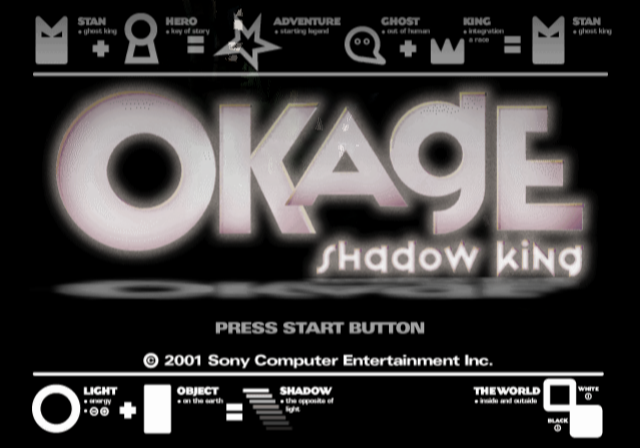 STAN HERO ADVENTURE GHOST KING STAN
ghost king key of story starting legend out of human integration ghost king
a race
OKAGE
shadow king
PRESS START BUTTON
© 2001 Sony Computer Entertainment Inc.
LIGHT OBJECT SHADOW THE WORLD WHITE
energy on the earth the opposite of inside and outside
light
BLACK